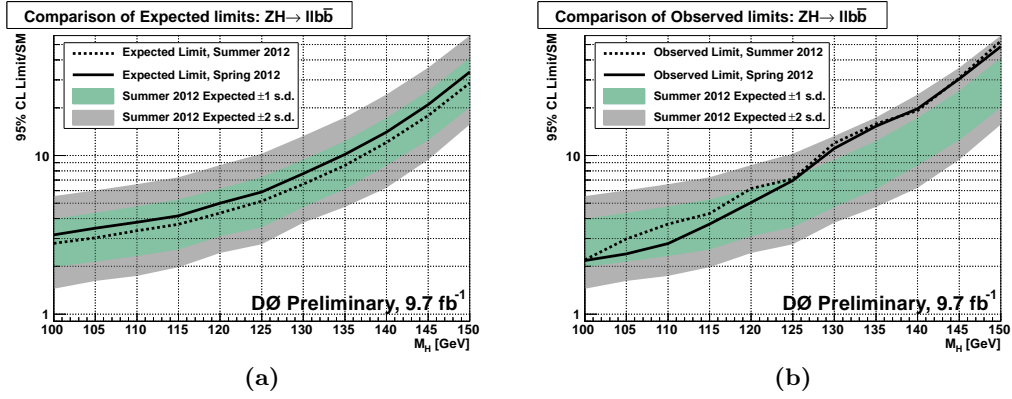 Comparison of Expected limits: ZH→ llbb̅
95% CL Limit/SM
Expected Limit, Summer 2012
Expected Limit, Spring 2012
Summer 2012 Expected ±1 s.d.
Summer 2012 Expected ±2 s.d.
10
1
DØ Preliminary, 9.7 fb⁻¹
100 105 110 115 120 125 130 135 140 145 150
M_H [GeV]
(a)
Comparison of Observed limits: ZH→ llbb̅
95% CL Limit/SM
Observed Limit, Summer 2012
Observed Limit, Spring 2012
Summer 2012 Expected ±1 s.d.
Summer 2012 Expected ±2 s.d.
10
1
DØ Preliminary, 9.7 fb⁻¹
100 105 110 115 120 125 130 135 140 145 150
M_H [GeV]
(b)